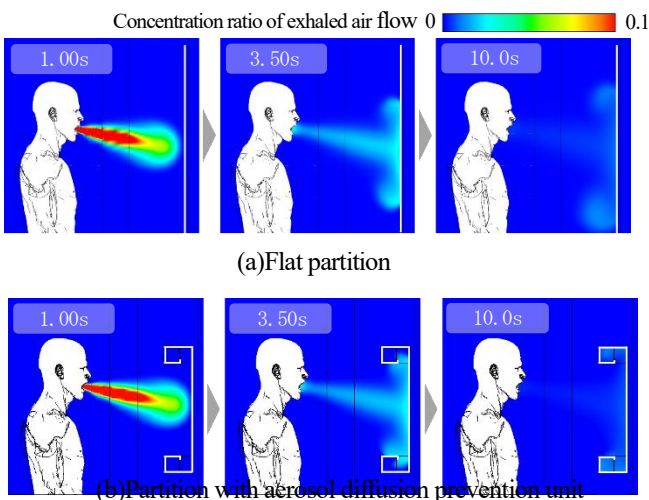 Concentration ratio of exhaled air flow 0 0.1
1.00s 3.50s 10.0s
(a)Flat partition
1.00s 3.50s 10.0s
(b)Partition with aerosol diffusion prevention unit